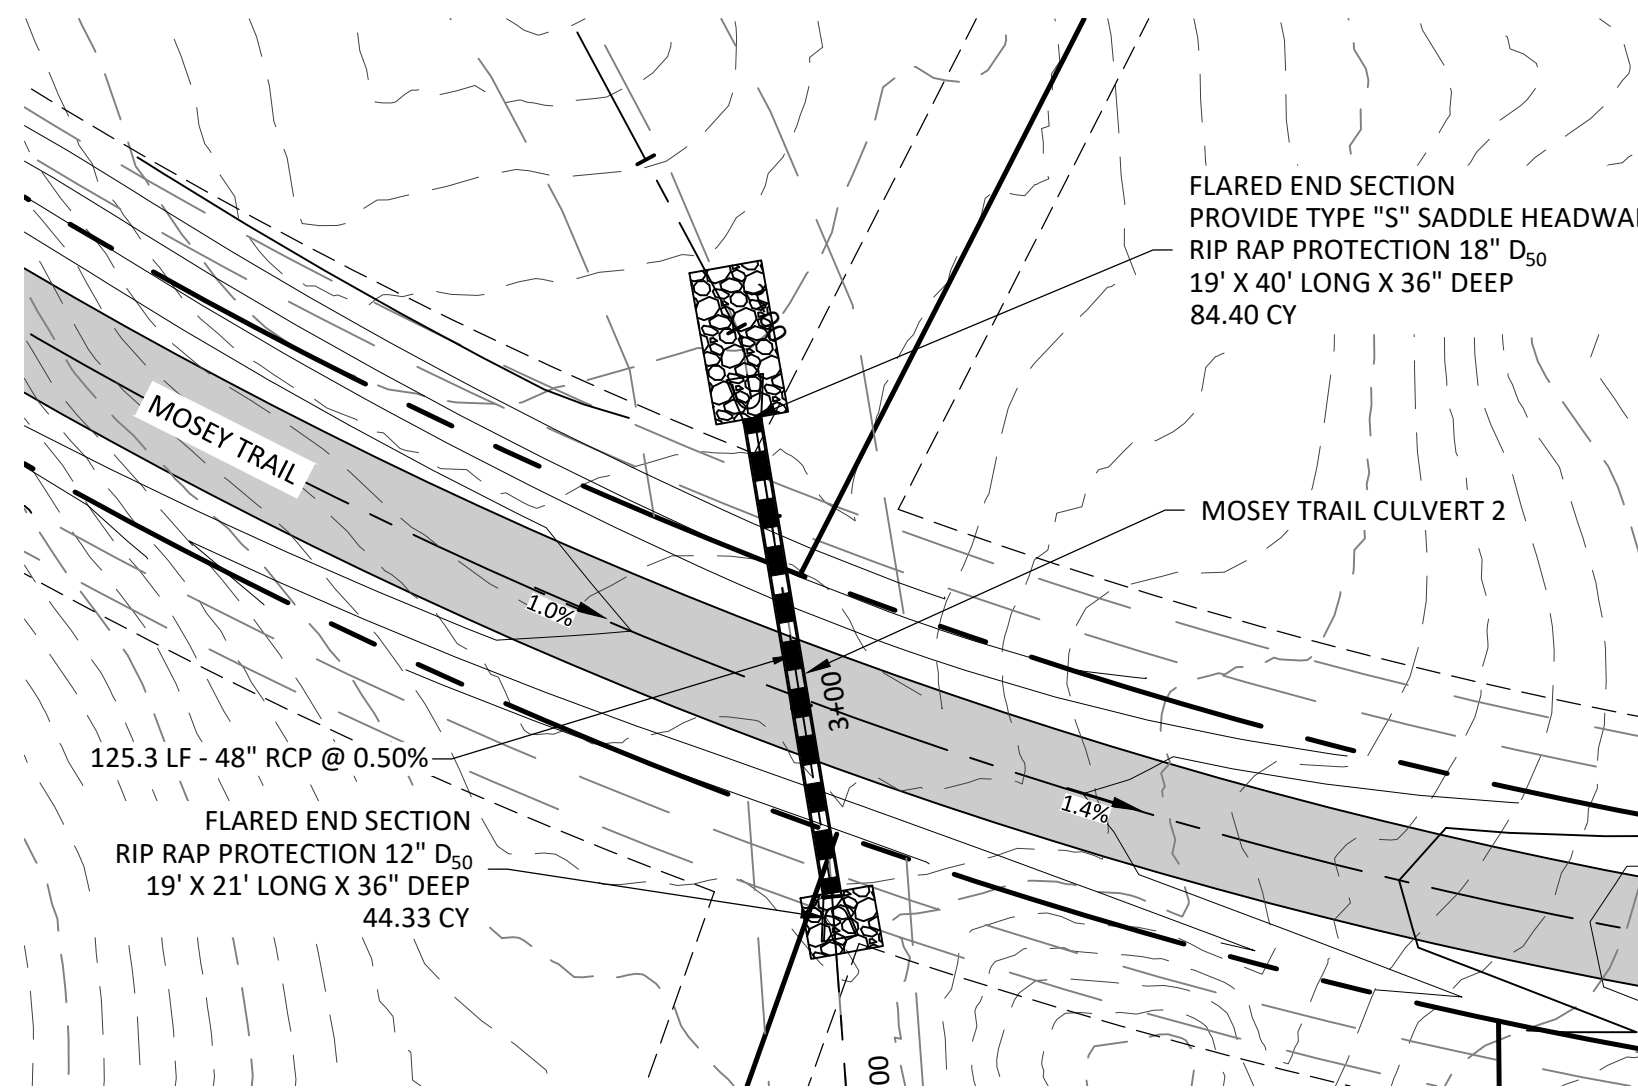 FLARED END SECTION
PROVIDE TYPE "S" SADDLE HEADWA
RIP RAP PROTECTION 18" D50
19' X 40' LONG X 36" DEEP
84.40 CY
MOSEY TRAIL
MOSEY TRAIL CULVERT 2
1.0%
3+00
125.3 LF - 48" RCP @ 0.50%
1.4%
FLARED END SECTION
RIP RAP PROTECTION 12" D50
19' X 21' LONG X 36" DEEP
44.33 CY
00